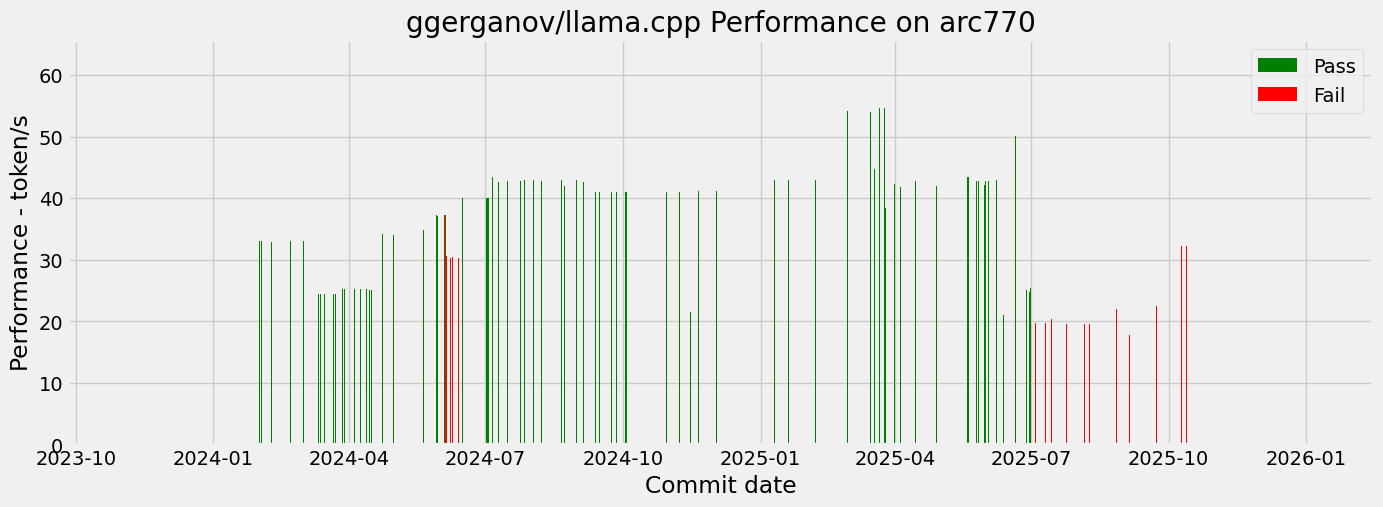 ggerganov/llama.cpp Performance on arc770
Pass
Fail
Performance - token/s
60
50
40
30
20
10
0
2023-10 2024-01 2024-04 2024-07 2024-10 2025-01 2025-04 2025-07 2025-10 2026-01
Commit date